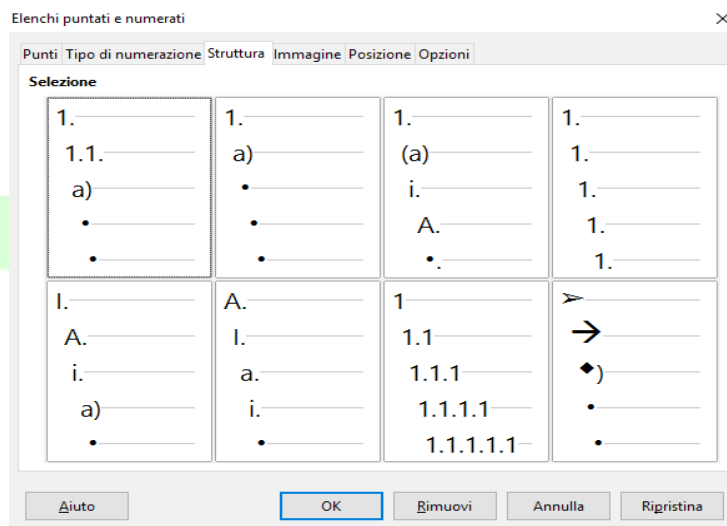 Elenchi puntati e numerati
Punti Tipo di numerazione Struttura Immagine Posizione Opzioni
Selezione
1. 1. 1. 1.
1.1. a) (a) 1.
a) • i. 1.
• • A. 1.
• • •. 1.
I. A. 1 ➢
A. I. 1.1 →
i. a. 1.1.1 ◆)
a) i. 1.1.1.1 •
• • 1.1.1.1.1 •
Aiuto OK Rimuovi Annulla Ripristina